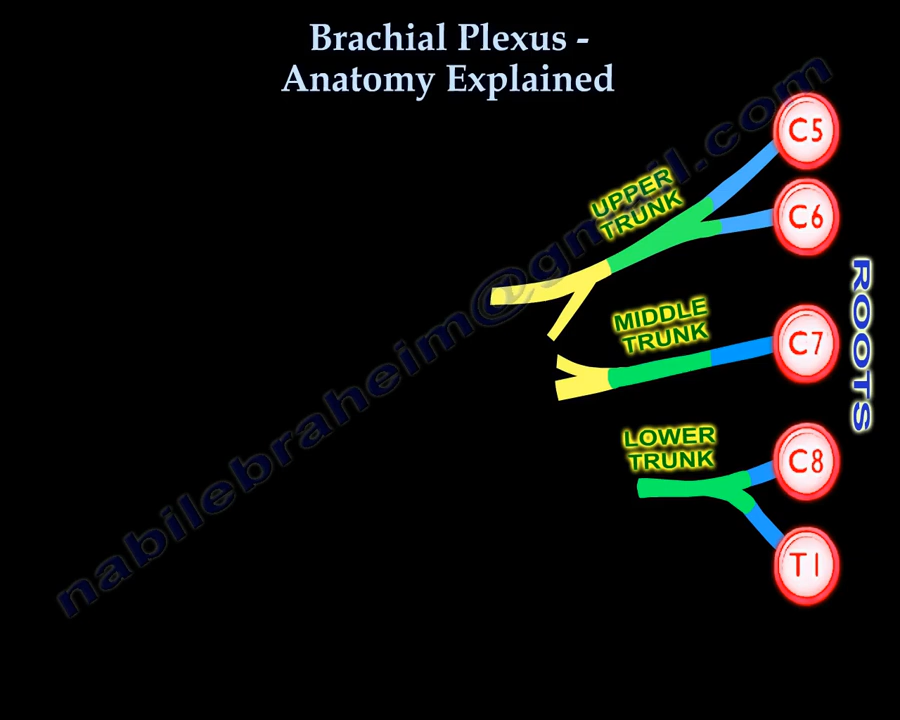 Brachial Plexus -
Anatomy Explained
C5
UPPER
TRUNK
C6
ROOTS
MIDDLE
TRUNK
C7
LOWER
TRUNK
C8
T1
nabilebraheim@gmail.com